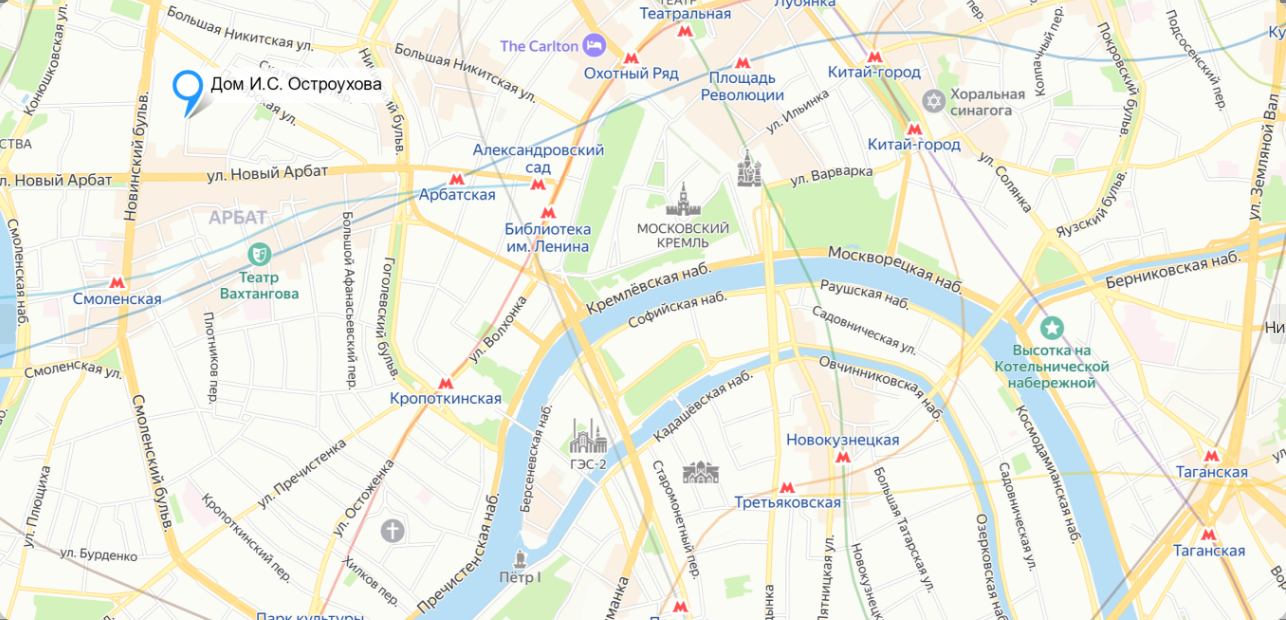 Театральная
Лубянка
Большая Никитская ул.
The Carlton
Большая Никитская ул.
Охотный Ряд
Площадь
Революции
Китай-город
Покровский бульв.
Подсосенский пер.
Конюшковская ул.
Дом И.С. Остроухова
Хоральная
синагога
ул. Ильинка
Китай-город
Новинский бульв.
Александровский
сад
ул. Новый Арбат
ул. Новый Арбат
Арбатская
ул. Варварка
ул. Солянка
Яузский бульв.
ул. Земляной Вал
АРБАТ
Библиотека
им. Ленина
МОСКОВСКИЙ
КРЕМЛЬ
Смоленская наб.
Большой Афанасьевский пер.
Гоголевский бульв.
Театр
Вахтангова
Смоленская
Кремлёвская наб.
Москворецкая наб.
Берниковская наб.
Софийская наб.
Раушская наб.
Садовническая ул.
ул. Волхонка
Плотников пер.
Высотка на
Котельнической
набережной
Смоленская ул.
Кропоткинская
Овчинниковская наб.
Кадашёвская наб.
Смоленский бульв.
Берсеневская наб.
ГЭС-2
Новокузнецкая
Космодамианская наб.
ул. Пречистенка
ул. Остоженка
Старомонетный пер.
Третьяковская
Большая Татарская ул.
Садовническая ул.
Таганская
ул. Плющиха
Кропоткинский пер.
Пречистенская наб.
Озерковская наб.
Таганская
ул. Бурденко
Хилков пер.
Пётр I
Пятницкая ул.
Парк культуры